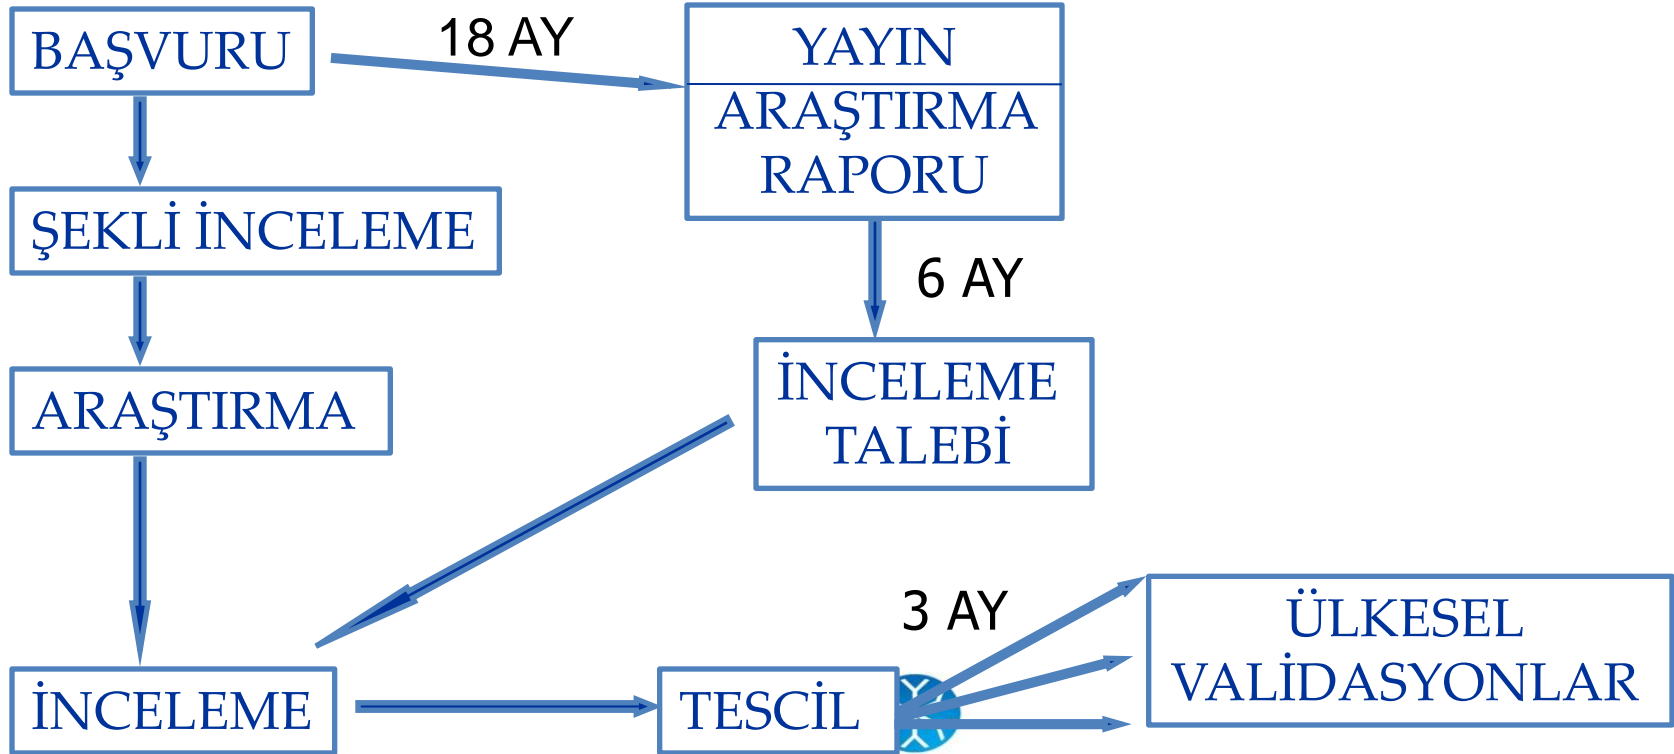 BAŞVURU
18 AY
YAYIN
ARAŞTIRMA
RAPORU
ŞEKLİ İNCELEME
6 AY
ARAŞTIRMA
İNCELEME
TALEBİ
3 AY
ÜLKESEL
VALİDASYONLAR
İNCELEME
TESCİL